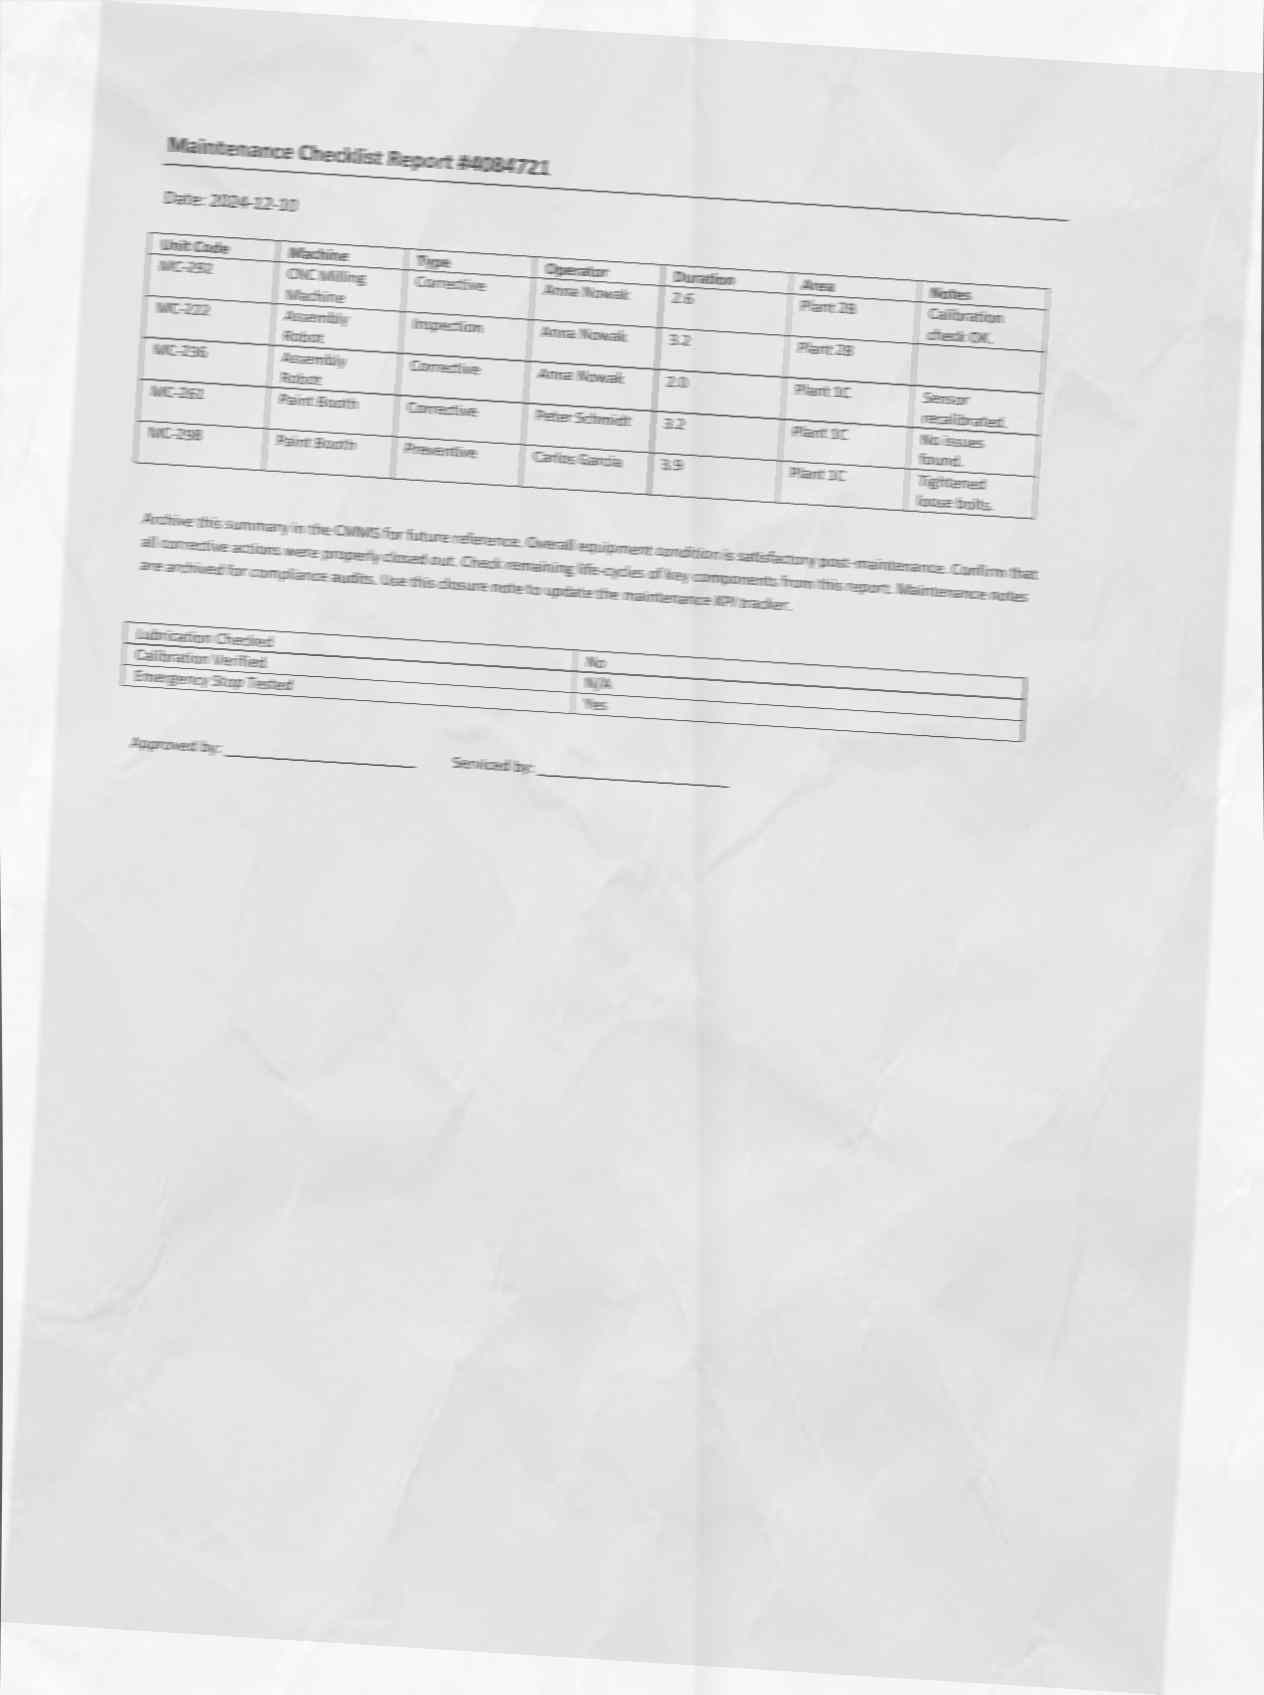 Maintenance Checklist Report #4084721
Date: 2024-12-10
Unit Code Machine Type Operator Duration Area Notes
MC-292 CNC Milling Machine Corrective Anna Nowak 2.6 Plant 2B Calibration check OK.
MC-222 Assembly Robot Inspection Anna Nowak 3.2 Plant 2B
MC-236 Assembly Robot Corrective Anna Nowak 2.0 Plant 1C Sensor recalibrated.
Paint Booth Corrective Peter Schmidt 3.2 Plant 1C No issues found.
MC-298 Paint Booth Preventive Carlos Garcia 3.9 Plant 1C Tightened loose bolts.
Archive this summary in the CMMS for future reference. Overall equipment condition is satisfactory post-maintenance. Confirm that
all corrective actions were properly closed out. Check remaining life-cycles of key components from this report. Maintenance notes
are archived for compliance audits. Use this closure note to update the maintenance KPI tracker.
Lubrication Checked No
Calibration Verified N/A
Emergency Stop Tested Yes
Approved by: Serviced by: